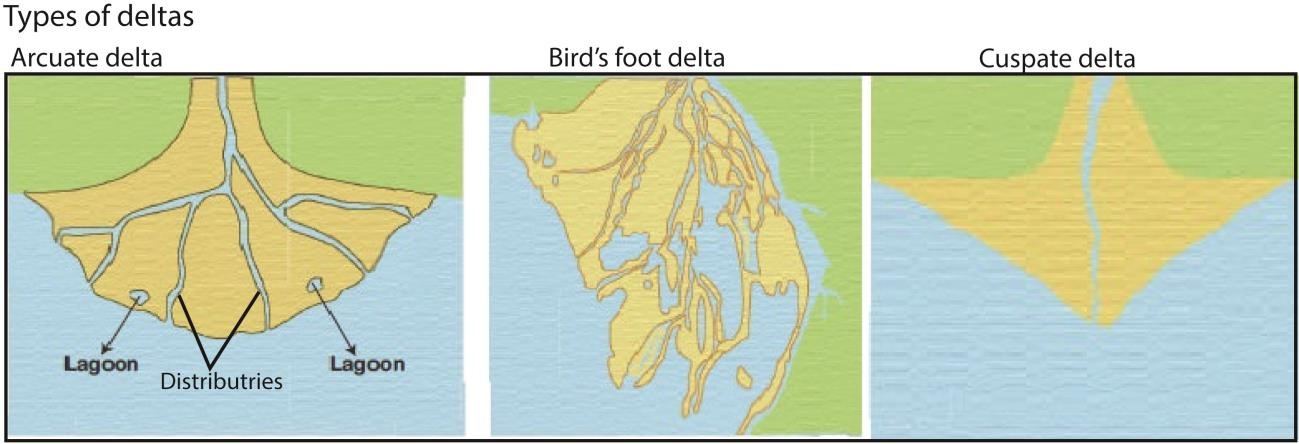 Types of deltas
Arcuate delta
Bird's foot delta
Cuspate delta
Lagoon
Lagoon
Distributries